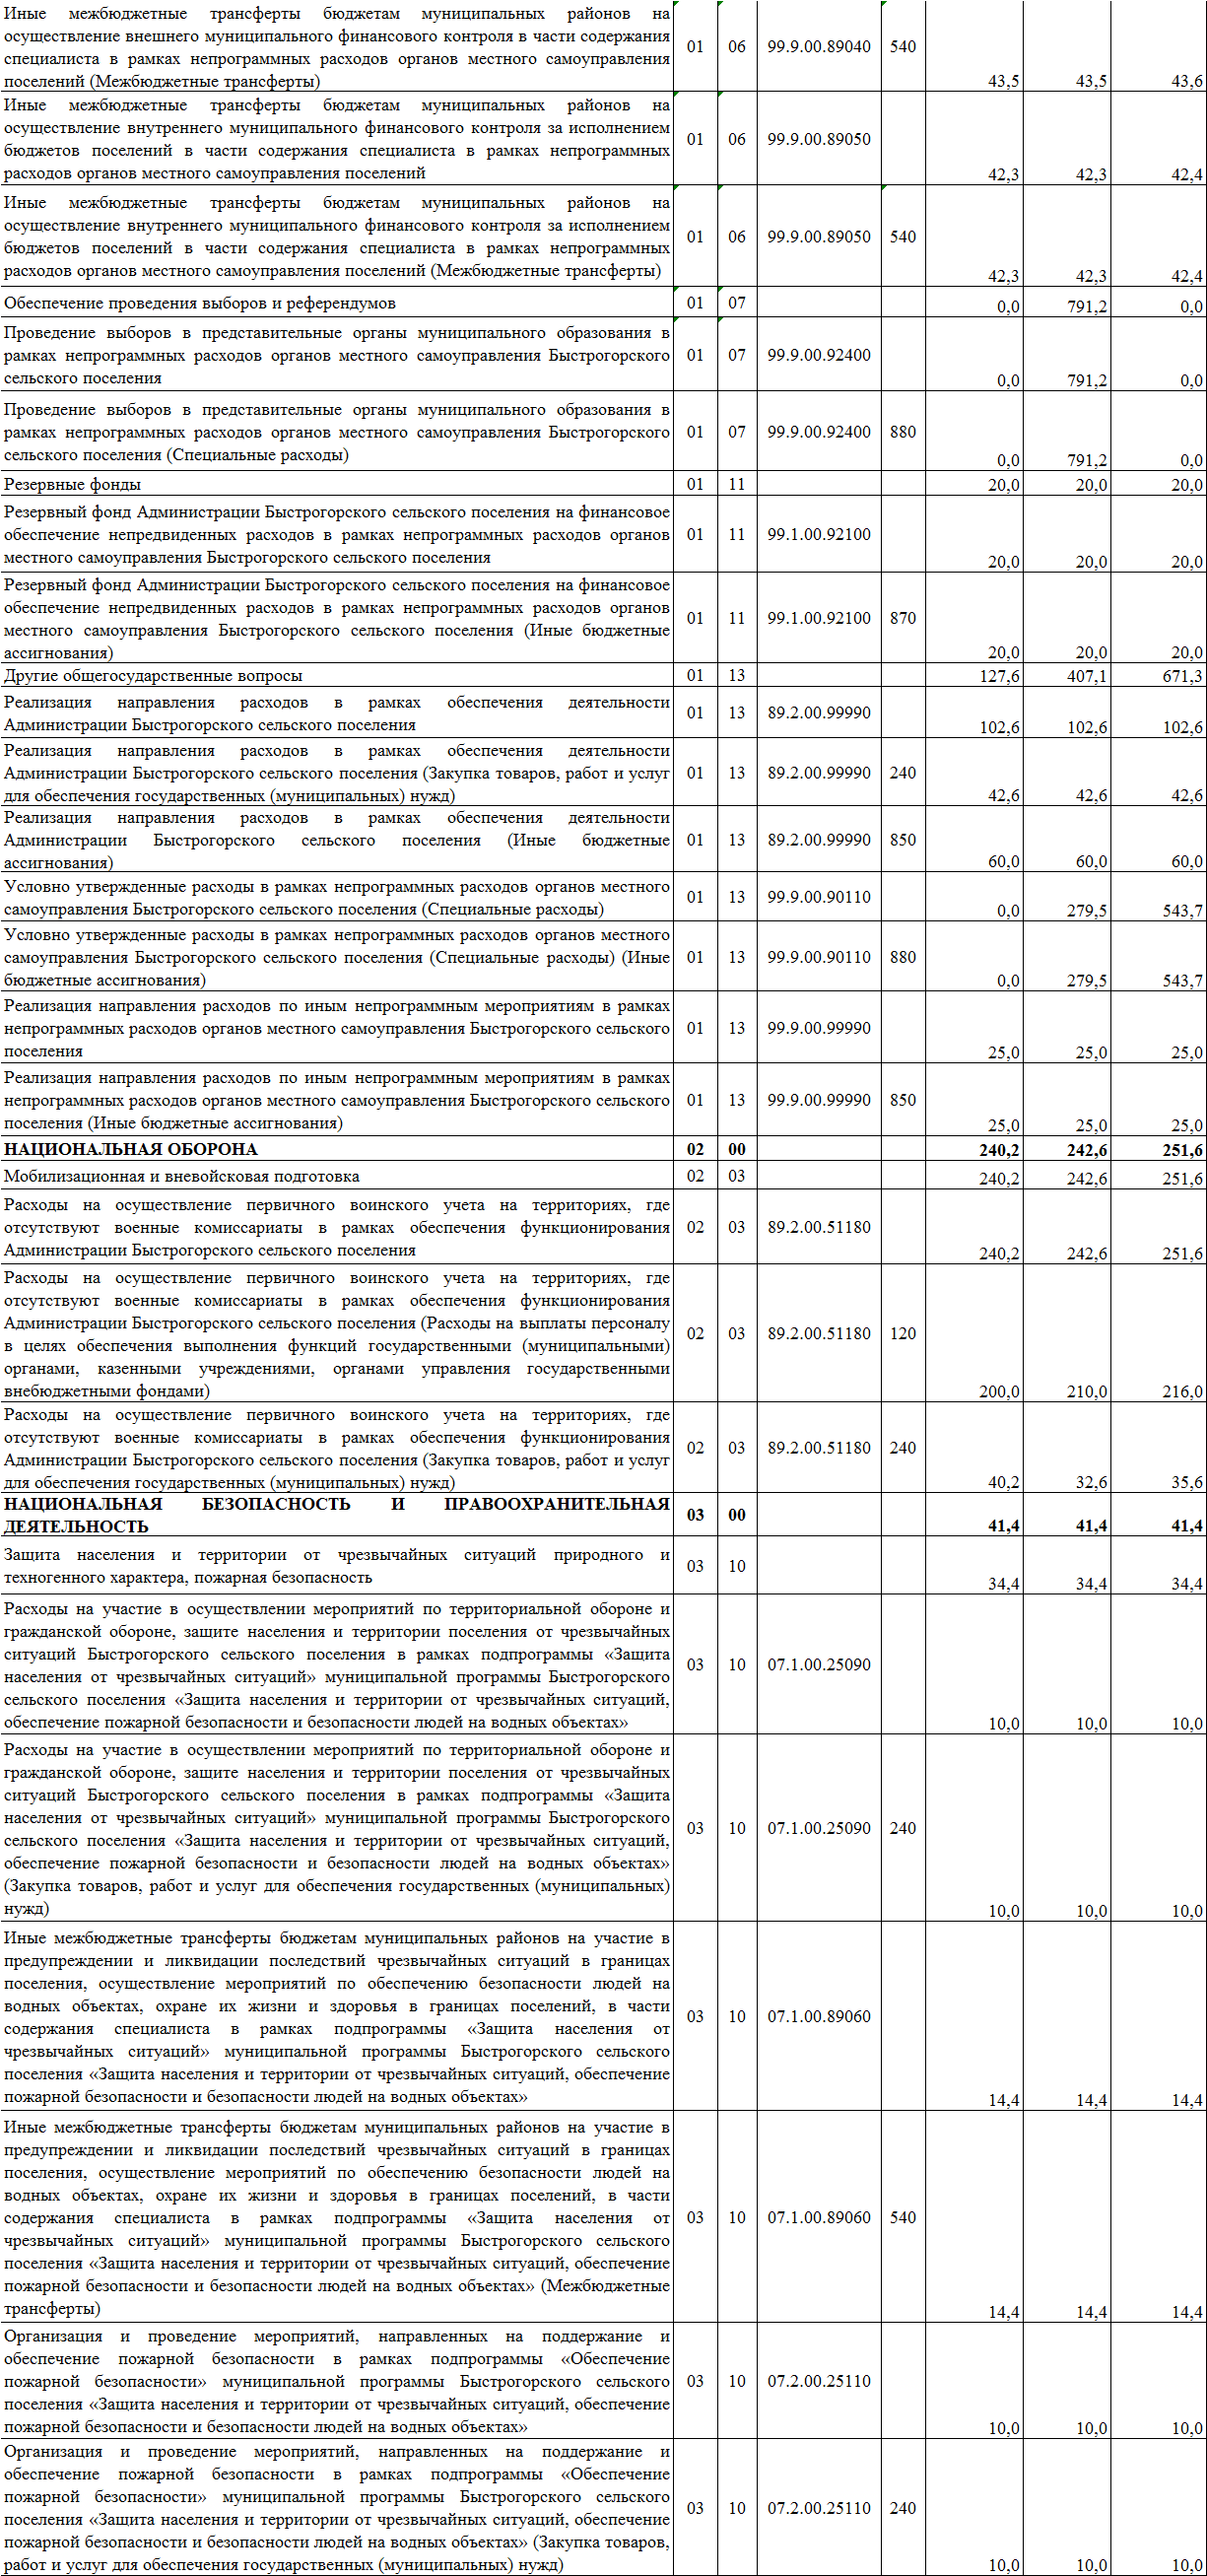 Иные межбюджетные трансферты бюджетам муниципальных районов на
осуществление внешнего муниципального финансового контроля в части содержания
специалиста в рамках непрограммных расходов органов местного самоуправления
поселений (Межбюджетные трансферты)
01 06 99.9.00.89040 540 43,5 43,5 43,6
Иные межбюджетные трансферты бюджетам муниципальных районов на
осуществление внутреннего муниципального финансового контроля за исполнением
бюджетов поселений в части содержания специалиста в рамках непрограммных
расходов органов местного самоуправления поселений
01 06 99.9.00.89050 42,3 42,3 42,4
Иные межбюджетные трансферты бюджетам муниципальных районов на
осуществление внутреннего муниципального финансового контроля за исполнением
бюджетов поселений в части содержания специалиста в рамках непрограммных
расходов органов местного самоуправления поселений (Межбюджетные трансферты)
01 06 99.9.00.89050 540 42,3 42,3 42,4
Обеспечение проведения выборов и референдумов 01 07 0,0 791,2 0,0
Проведение выборов в представительные органы муниципального образования в
рамках непрограммных расходов органов местного самоуправления Быстрогорского
сельского поселения
01 07 99.9.00.92400 0,0 791,2 0,0
Проведение выборов в представительные органы муниципального образования в
рамках непрограммных расходов органов местного самоуправления Быстрогорского
сельского поселения (Специальные расходы)
01 07 99.9.00.92400 880 0,0 791,2 0,0
Резервные фонды 01 11 20,0 20,0 20,0
Резервный фонд Администрации Быстрогорского сельского поселения на финансовое
обеспечение непредвиденных расходов в рамках непрограммных расходов органов
местного самоуправления Быстрогорского сельского поселения
01 11 99.1.00.92100 20,0 20,0 20,0
Резервный фонд Администрации Быстрогорского сельского поселения на финансовое
обеспечение непредвиденных расходов в рамках непрограммных расходов органов
местного самоуправления Быстрогорского сельского поселения (Иные бюджетные
ассигнования)
01 11 99.1.00.92100 870 20,0 20,0 20,0
Другие общегосударственные вопросы 01 13 127,6 407,1 671,3
Реализация направления расходов в рамках обеспечения деятельности
Администрации Быстрогорского сельского поселения
01 13 89.2.00.99990 102,6 102,6 102,6
Реализация направления расходов в рамках обеспечения деятельности
Администрации Быстрогорского сельского поселения (Закупка товаров, работ и услуг
для обеспечения государственных (муниципальных) нужд)
01 13 89.2.00.99990 240 42,6 42,6 42,6
Реализация направления расходов в рамках обеспечения деятельности
Администрации Быстрогорского сельского поселения (Иные бюджетные
ассигнования)
01 13 89.2.00.99990 850 60,0 60,0 60,0
Условно утвержденные расходы в рамках непрограммных расходов органов местного
самоуправления Быстрогорского сельского поселения (Специальные расходы)
01 13 99.9.00.90110 0,0 279,5 543,7
Условно утвержденные расходы в рамках непрограммных расходов органов местного
самоуправления Быстрогорского сельского поселения (Специальные расходы) (Иные
бюджетные ассигнования)
01 13 99.9.00.90110 880 0,0 279,5 543,7
Реализация направления расходов по иным непрограммным мероприятиям в рамках
непрограммных расходов органов местного самоуправления Быстрогорского сельского
поселения
01 13 99.9.00.99990 25,0 25,0 25,0
Реализация направления расходов по иным непрограммным мероприятиям в рамках
непрограммных расходов органов местного самоуправления Быстрогорского сельского
поселения (Иные бюджетные ассигнования)
01 13 99.9.00.99990 850 25,0 25,0 25,0
НАЦИОНАЛЬНАЯ ОБОРОНА 02 00 240,2 242,6 251,6
Мобилизационная и вневойсковая подготовка 02 03 240,2 242,6 251,6
Расходы на осуществление первичного воинского учета на территориях, где
отсутствуют военные комиссариаты в рамках обеспечения функционирования
Администрации Быстрогорского сельского поселения
02 03 89.2.00.51180 240,2 242,6 251,6
Расходы на осуществление первичного воинского учета на территориях, где
отсутствуют военные комиссариаты в рамках обеспечения функционирования
Администрации Быстрогорского сельского поселения (Расходы на выплаты персоналу
в целях обеспечения выполнения функций государственными (муниципальными)
органами, казенными учреждениями, органами управления государственными
внебюджетными фондами)
02 03 89.2.00.51180 120 200,0 210,0 216,0
Расходы на осуществление первичного воинского учета на территориях, где
отсутствуют военные комиссариаты в рамках обеспечения функционирования
Администрации Быстрогорского сельского поселения (Закупка товаров, работ и услуг
для обеспечения государственных (муниципальных) нужд)
02 03 89.2.00.51180 240 40,2 32,6 35,6
НАЦИОНАЛЬНАЯ БЕЗОПАСНОСТЬ И ПРАВООХРАНИТЕЛЬНАЯ
ДЕЯТЕЛЬНОСТЬ
03 00 41,4 41,4 41,4
Защита населения и территории от чрезвычайных ситуаций природного и
техногенного характера, пожарная безопасность
03 10 34,4 34,4 34,4
Расходы на участие в осуществлении мероприятий по территориальной обороне и
гражданской обороне, защите населения и территории поселения от чрезвычайных
ситуаций Быстрогорского сельского поселения в рамках подпрограммы «Защита
населения от чрезвычайных ситуаций» муниципальной программы Быстрогорского
сельского поселения «Защита населения и территории от чрезвычайных ситуаций,
обеспечение пожарной безопасности и безопасности людей на водных объектах»
03 10 07.1.00.25090 10,0 10,0 10,0
Расходы на участие в осуществлении мероприятий по территориальной обороне и
гражданской обороне, защите населения и территории поселения от чрезвычайных
ситуаций Быстрогорского сельского поселения в рамках подпрограммы «Защита
населения от чрезвычайных ситуаций» муниципальной программы Быстрогорского
сельского поселения «Защита населения и территории от чрезвычайных ситуаций,
обеспечение пожарной безопасности и безопасности людей на водных объектах»
(Закупка товаров, работ и услуг для обеспечения государственных (муниципальных)
нужд)
03 10 07.1.00.25090 240 10,0 10,0 10,0
Иные межбюджетные трансферты бюджетам муниципальных районов на участие в
предупреждении и ликвидации последствий чрезвычайных ситуаций в границах
поселения, осуществление мероприятий по обеспечению безопасности людей на
водных объектах, охране их жизни и здоровья в границах поселений, в части
содержания специалиста в рамках подпрограммы «Защита населения от
чрезвычайных ситуаций» муниципальной программы Быстрогорского сельского
поселения «Защита населения и территории от чрезвычайных ситуаций, обеспечение
пожарной безопасности и безопасности людей на водных объектах»
03 10 07.1.00.89060 14,4 14,4 14,4
Иные межбюджетные трансферты бюджетам муниципальных районов на участие в
предупреждении и ликвидации последствий чрезвычайных ситуаций в границах
поселения, осуществление мероприятий по обеспечению безопасности людей на
водных объектах, охране их жизни и здоровья в границах поселений, в части
содержания специалиста в рамках подпрограммы «Защита населения от
чрезвычайных ситуаций» муниципальной программы Быстрогорского сельского
поселения «Защита населения и территории от чрезвычайных ситуаций, обеспечение
пожарной безопасности и безопасности людей на водных объектах» (Межбюджетные
трансферты)
03 10 07.1.00.89060 540 14,4 14,4 14,4
Организация и проведение мероприятий, направленных на поддержание и
обеспечение пожарной безопасности в рамках подпрограммы «Обеспечение
пожарной безопасности» муниципальной программы Быстрогорского сельского
поселения «Защита населения и территории от чрезвычайных ситуаций, обеспечение
пожарной безопасности и безопасности людей на водных объектах»
03 10 07.2.00.25110 10,0 10,0 10,0
Организация и проведение мероприятий, направленных на поддержание и
обеспечение пожарной безопасности в рамках подпрограммы «Обеспечение
пожарной безопасности» муниципальной программы Быстрогорского сельского
поселения «Защита населения и территории от чрезвычайных ситуаций, обеспечение
пожарной безопасности и безопасности людей на водных объектах» (Закупка товаров,
работ и услуг для обеспечения государственных (муниципальных) нужд)
03 10 07.2.00.25110 240 10,0 10,0 10,0